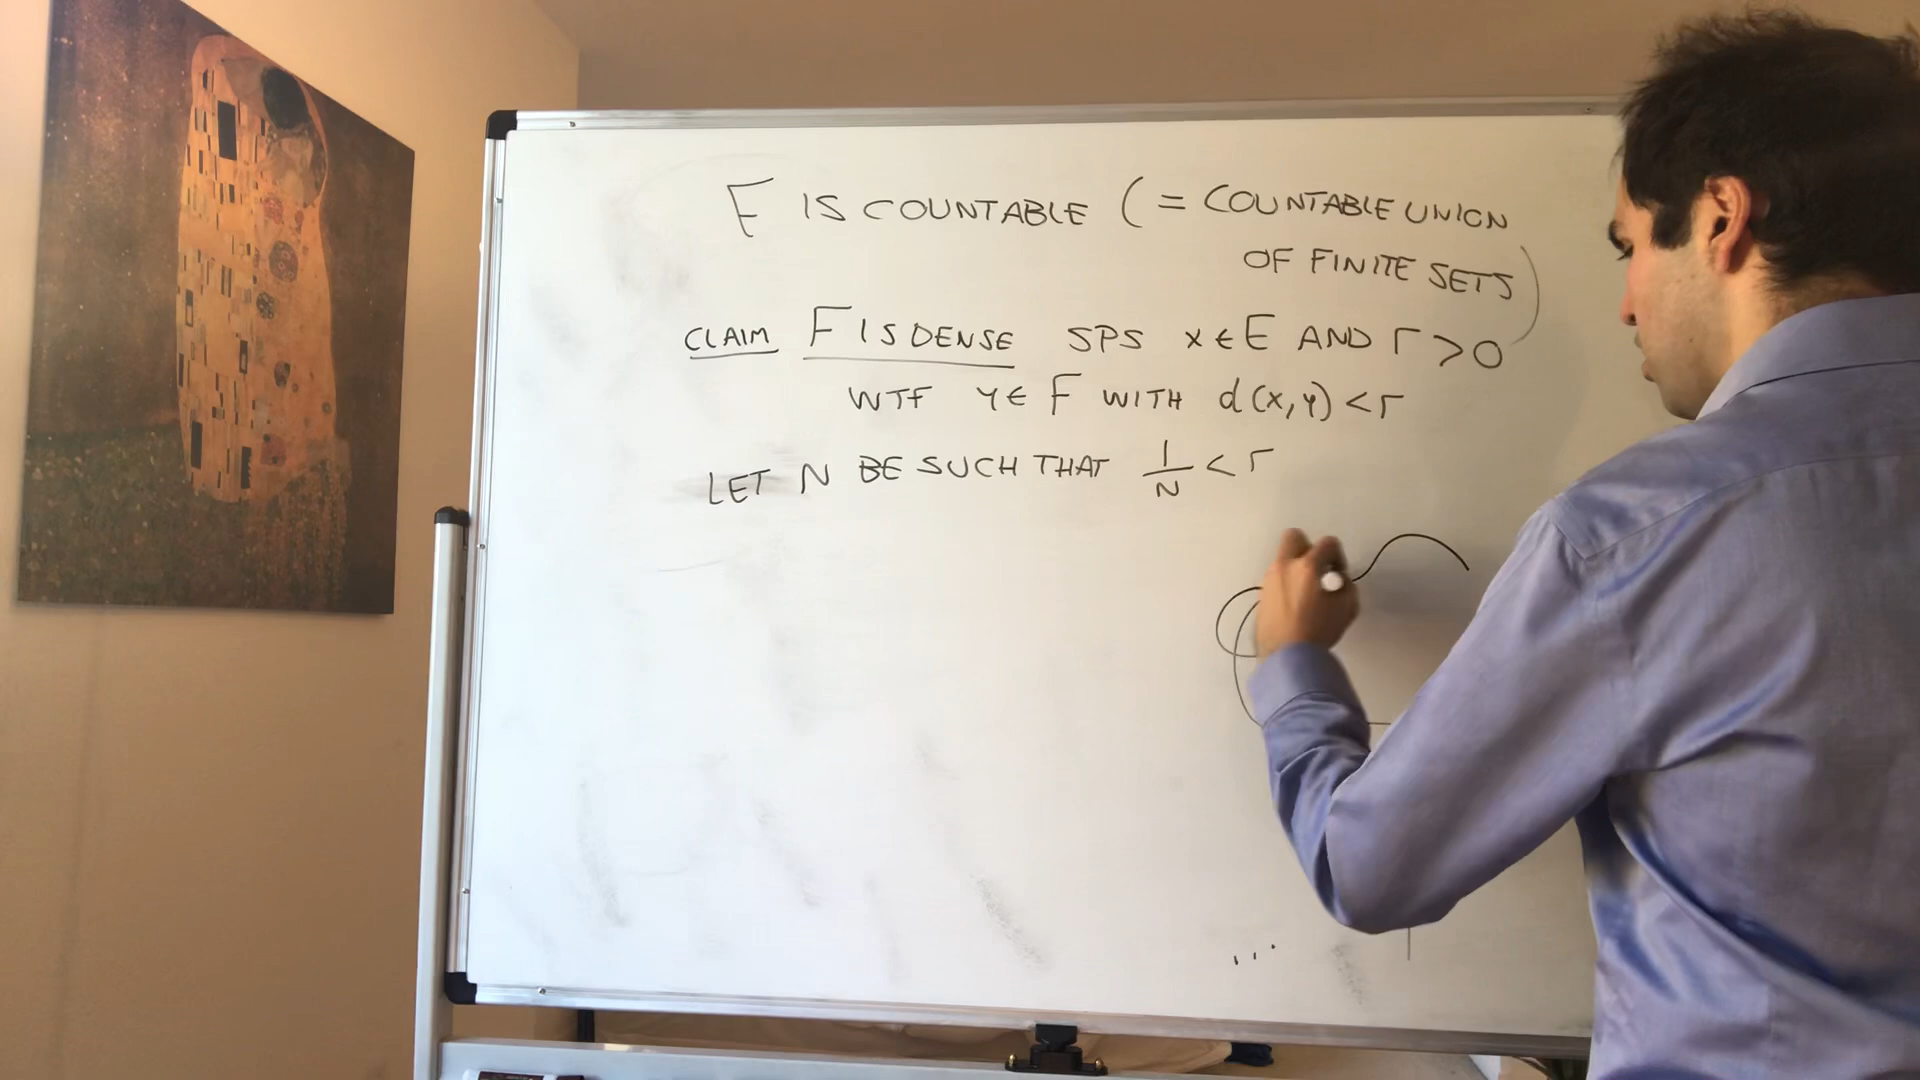 F IS COUNTABLE (= COUNTABLE UNION
OF FINITE SETS)
CLAIM F IS DENSE SPS x ∈ E AND r > 0
WTF y ∈ F WITH d(x,y) < r
LET N BE SUCH THAT 1/N < r
...